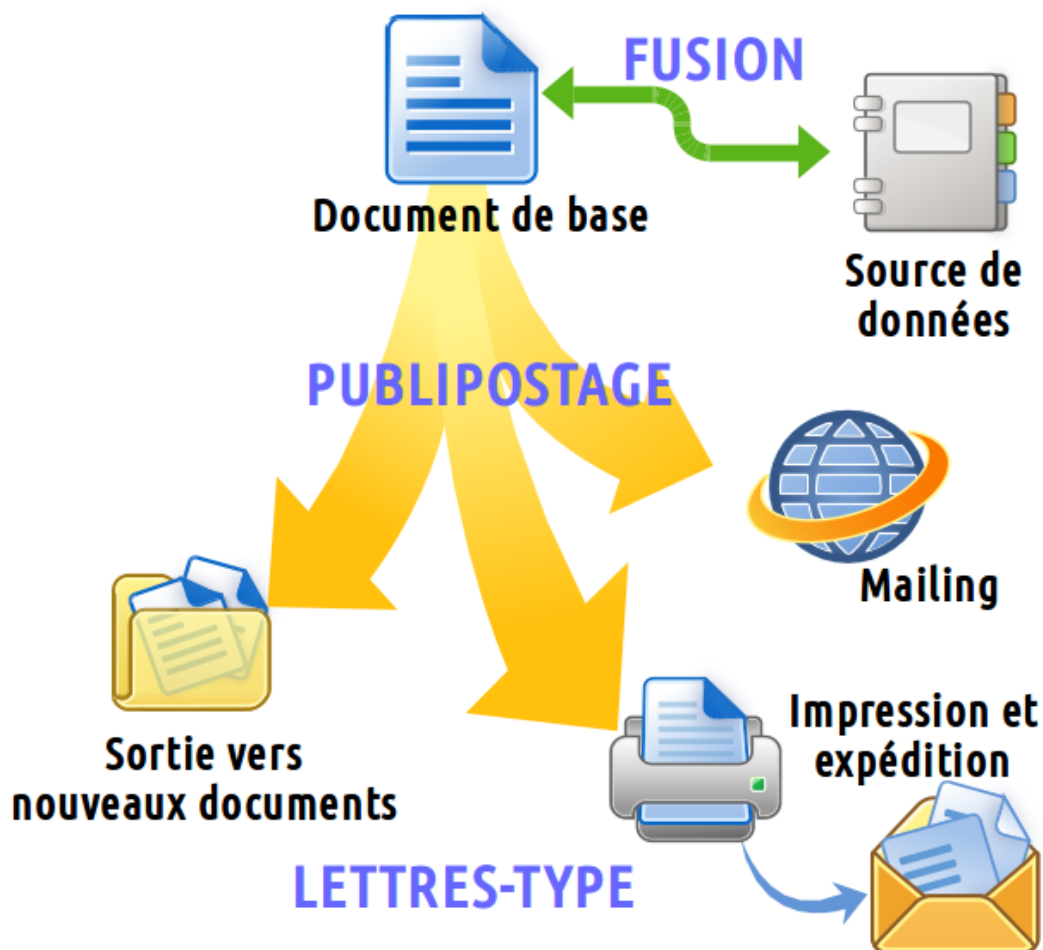 FUSION
Document de base
Source de
données
PUBLIPOSTAGE
Mailing
Impression et
expédition
Sortie vers
nouveaux documents
LETTRES-TYPE